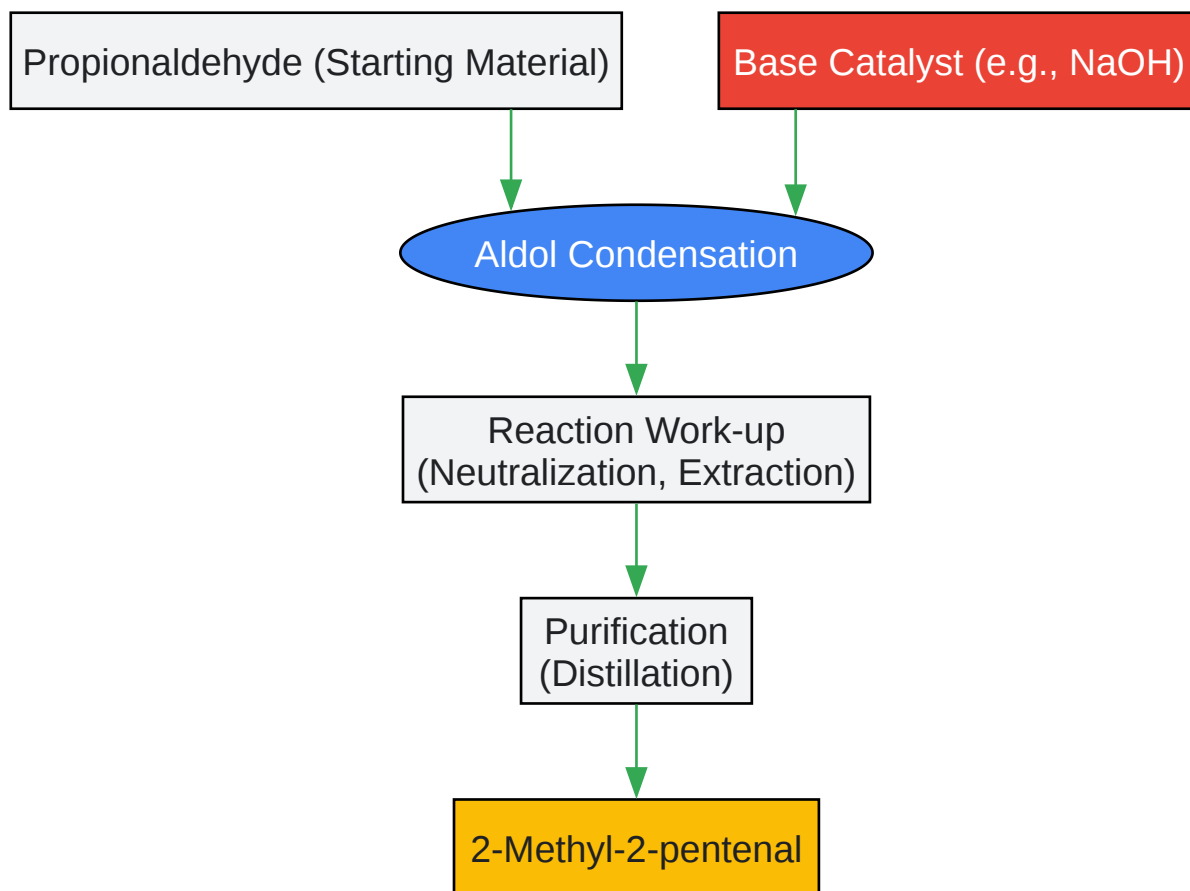 Propionaldehyde (Starting Material)
Base Catalyst (e.g., NaOH)
Aldol Condensation
Reaction Work-up
(Neutralization, Extraction)
Purification
(Distillation)
2-Methyl-2-pentenal